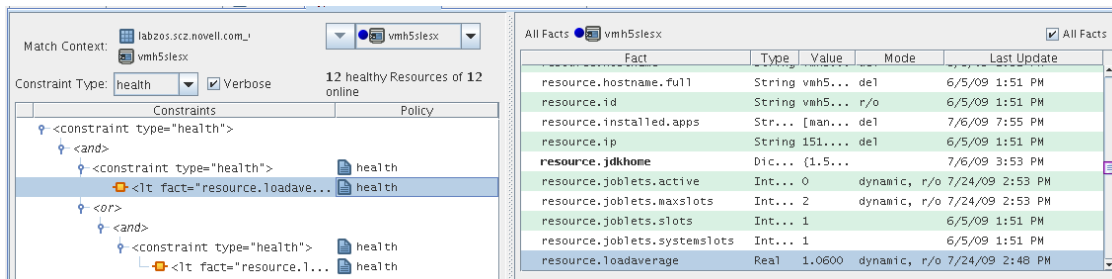 Match Context: labzos.scz.novell.com_
vmh5slesx
vmh5slesx
Constraint Type: health Verbose
12 healthy Resources of 12 online
Constraints Policy
<constraint type="health">
<and>
<constraint type="health"> health
<lt fact="resource.loadave... health
<or>
<and>
<constraint type="health"> health
<lt fact="resource.l... health
All Facts vmh5slesx All Facts
Fact Type Value Mode Last Update
resource.hostname.full String vmh5... del 6/5/09 1:51 PM
resource.id String vmh5... r/o 6/5/09 1:51 PM
resource.installed.apps Str... [man... del 7/6/09 7:55 PM
resource.ip String 151.... del 6/5/09 1:51 PM
resource.jdkhome Dic... {1.5... 7/6/09 3:53 PM
resource.joblets.active Int... 0 dynamic, r/o 7/24/09 2:53 PM
resource.joblets.maxslots Int... 2 dynamic, r/o 7/24/09 2:53 PM
resource.joblets.slots Int... 1 6/5/09 1:51 PM
resource.joblets.systemslots Int... 1 6/5/09 1:51 PM
resource.loadaverage Real 1.0600 dynamic, r/o 7/24/09 2:48 PM